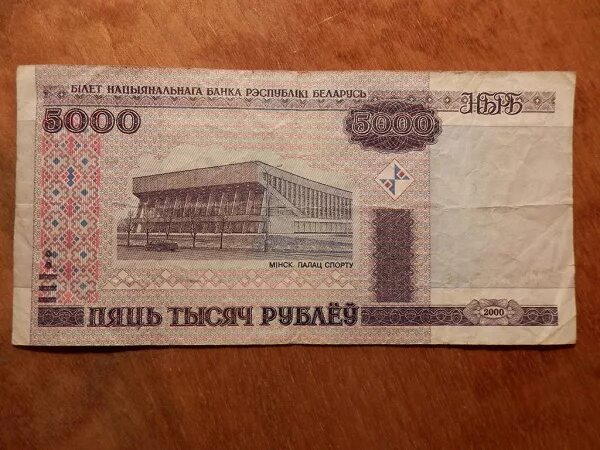 БІЛЕТ НАЦЫЯНАЛЬНАГА БАНКА РЭСПУБЛІКІ БЕЛАРУСЬ
НБРБ
5000
5000
МІНСК. ПАЛАЦ СПОРТУ
ПЯЦЬ ТЫСЯЧ РУБЛЁЎ
2000